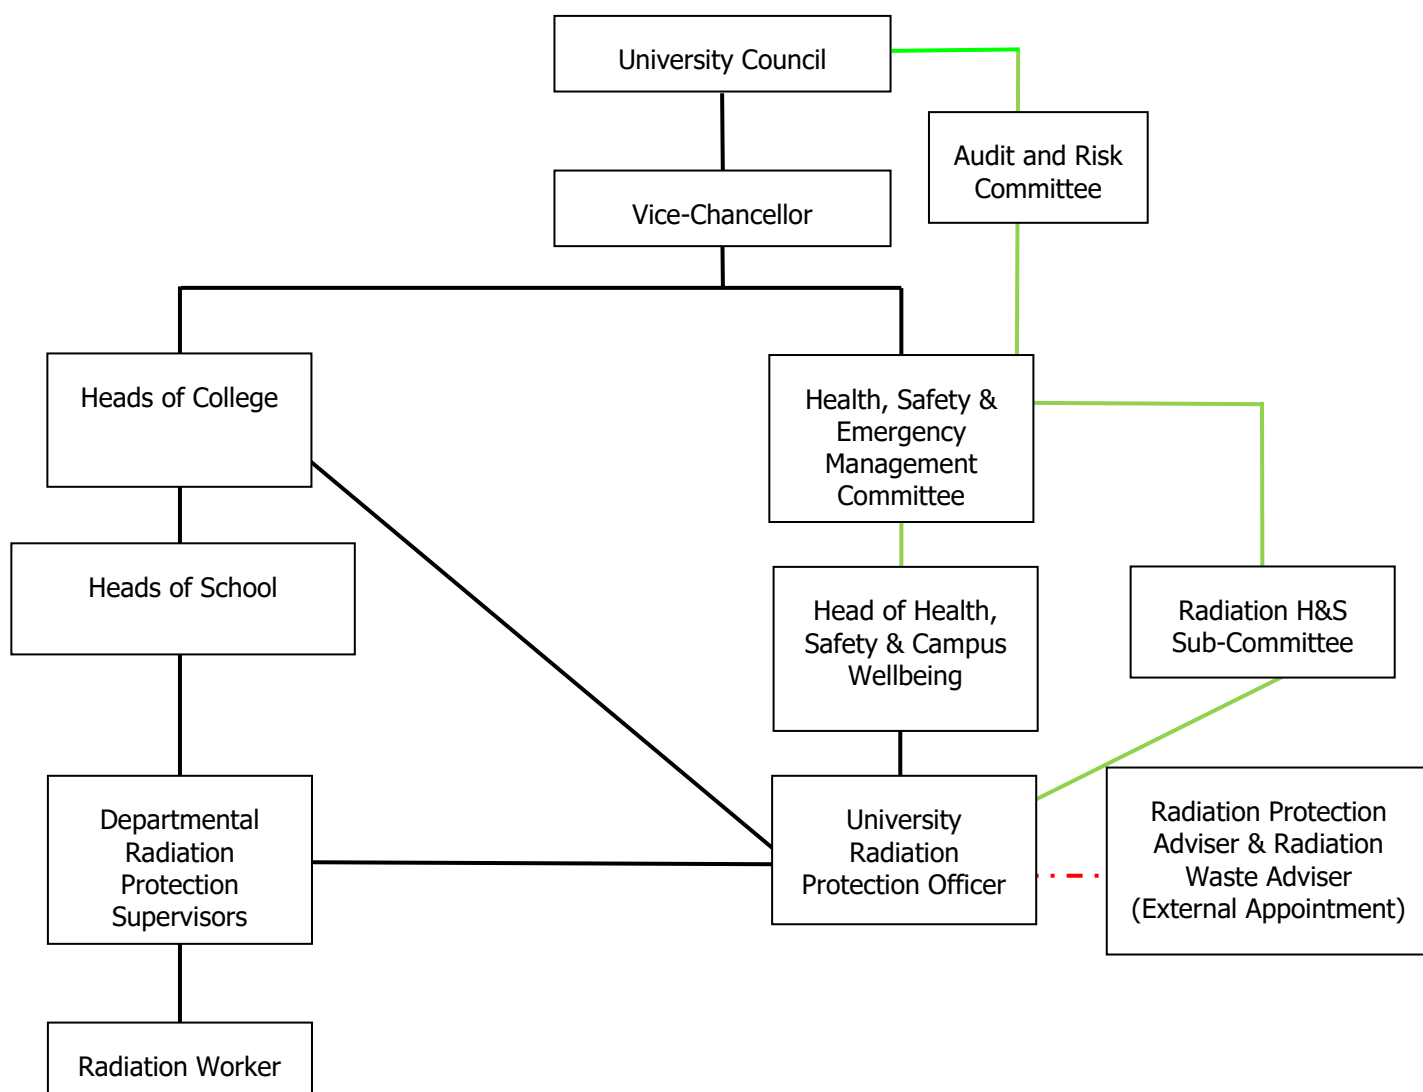 University Council
Audit and Risk
Committee
Vice-Chancellor
Heads of College
Health, Safety &
Emergency
Management
Committee
Heads of School
Head of Health,
Safety & Campus
Wellbeing
Radiation H&S
Sub-Committee
Departmental
Radiation
Protection
Supervisors
University
Radiation
Protection Officer
Radiation Protection
Adviser & Radiation
Waste Adviser
(External Appointment)
Radiation Worker